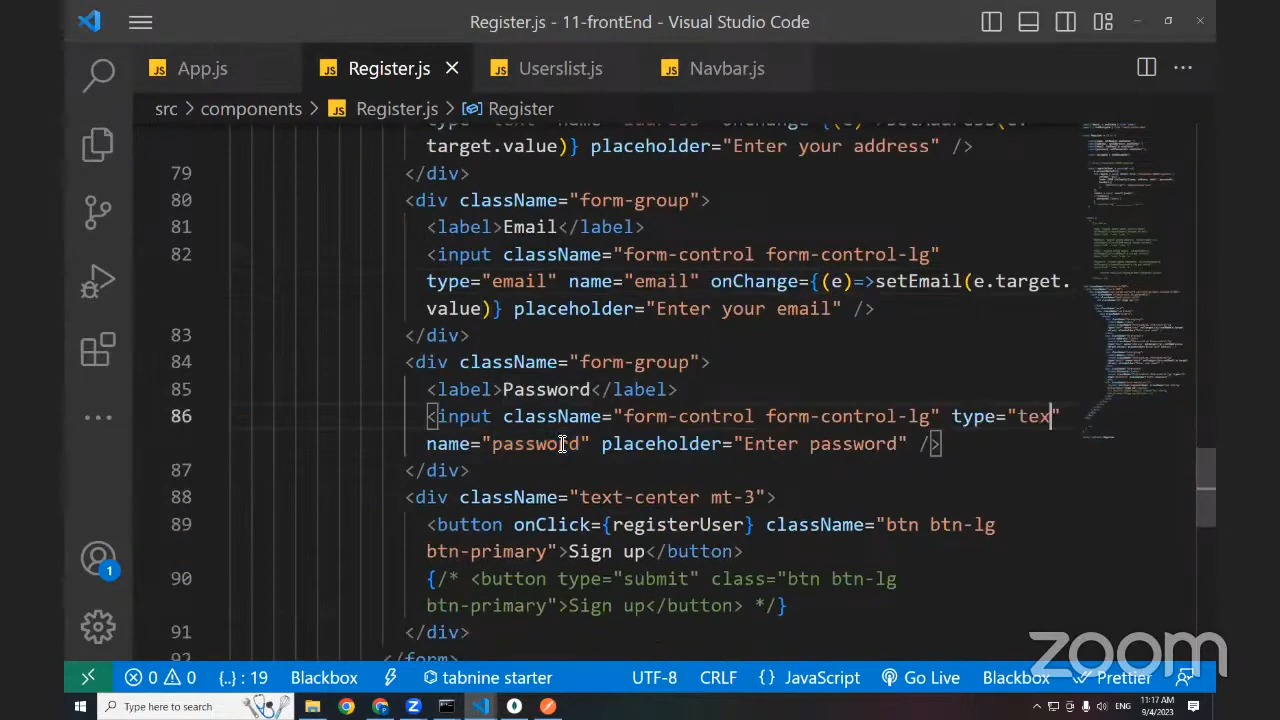 Register.js - 11-frontEnd - Visual Studio Code
App.js
Register.js
Userslist.js
Navbar.js
src > components > Register.js > Register
target.value)} placeholder="Enter your address" />
79 </div>
80 <div className="form-group">
81 <label>Email</label>
82 <input className="form-control form-control-lg"
type="email" name="email" onChange={(e)=>setEmail(e.target.
value)} placeholder="Enter your email" />
83 </div>
84 <div className="form-group">
85 <label>Password</label>
86 <input className="form-control form-control-lg" type="tex"
name="password" placeholder="Enter password" />
87 </div>
88 <div className="text-center mt-3">
89 <button onClick={registerUser} className="btn btn-lg
btn-primary">Sign up</button>
90 {/* <button type="submit" class="btn btn-lg
btn-primary">Sign up</button> */}
91 </div>
92 </form>
1
0 0 {..} : 19 Blackbox tabnine starter UTF-8 CRLF {} JavaScript Go Live Blackbox Prettier
zoom
Type here to search
11:17 AM
9/4/2023